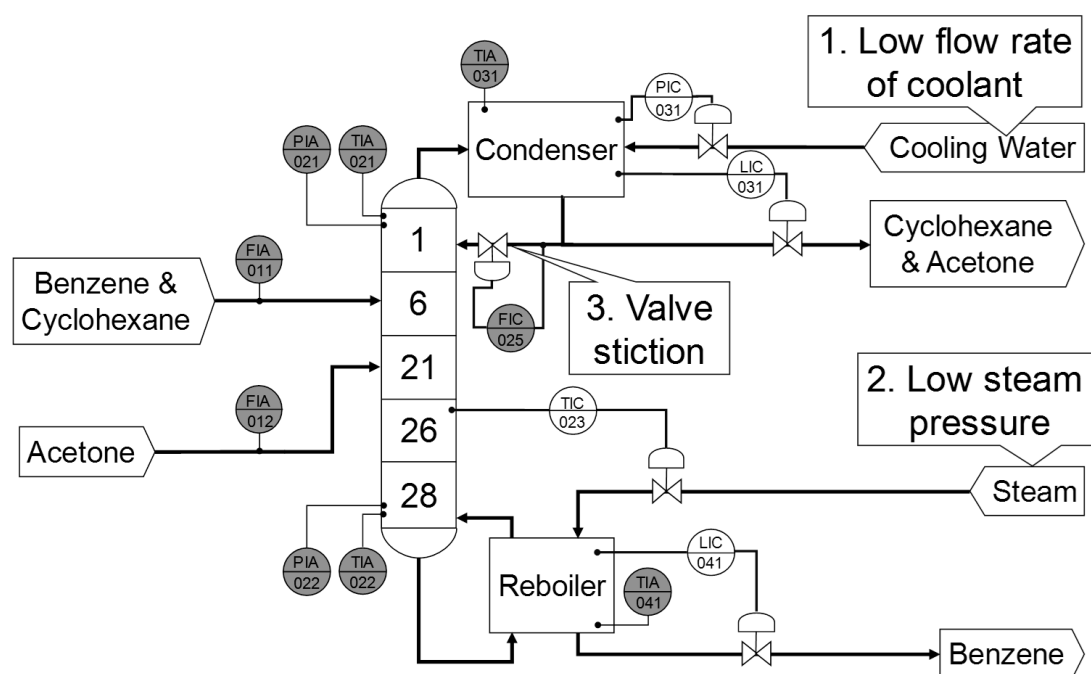 1. Low flow rate
of coolant
TIA
031
PIC
031
PIA
021
TIA
021
Condenser
Cooling Water
LIC
031
FIA
011
1
Cyclohexane
& Acetone
Benzene &
Cyclohexane
6
FIC
025
3. Valve
stiction
21
FIA
012
2. Low steam
pressure
TIC
023
26
Acetone
28
Steam
PIA
022
TIA
022
LIC
041
Reboiler
TIA
041
Benzene